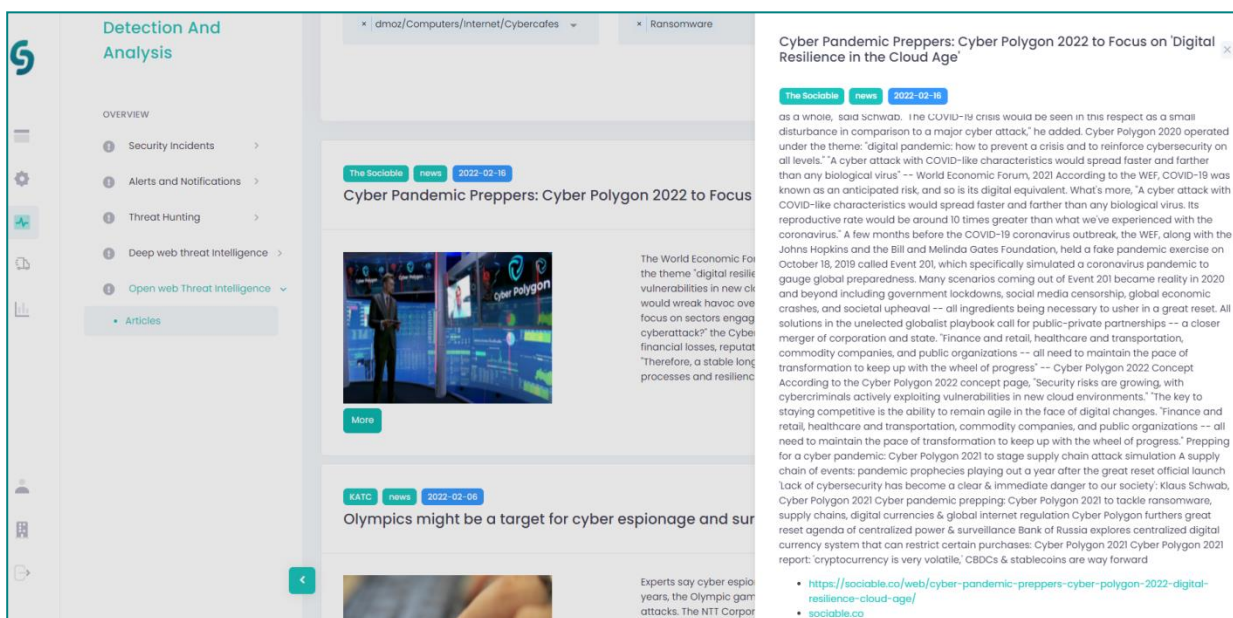 Detection And
Analysis
OVERVIEW
Security Incidents
Alerts and Notifications
Threat Hunting
Deep web threat Intelligence
Open web Threat Intelligence
Articles
× dmoz/Computers/Internet/Cybercafes
× Ransomware
The Sociable news 2022-02-16
Cyber Pandemic Preppers: Cyber Polygon 2022 to Focus
The World Economic Fo
the theme "digital resilie
vulnerabilities in new clo
would wreak havoc ove
focus on sectors engag
cyberattack?" the Cyber
financial losses, reputat
"Therefore, a stable long
processes and resilienc
Cyber Polygon
Cyber Polygon
More
KATC news 2022-02-06
Olympics might be a target for cyber espionage and sur
Experts say cyber espio
years, the Olympic gam
attacks. The NTT Corpor
Cyber Pandemic Preppers: Cyber Polygon 2022 to Focus on 'Digital
Resilience in the Cloud Age'
×
The Sociable news 2022-02-16
as a whole," said Schwab. "The COVID-19 crisis would be seen in this respect as a small
disturbance in comparison to a major cyber attack," he added. Cyber Polygon 2020 operated
under the theme: "digital pandemic: how to prevent a crisis and to reinforce cybersecurity on
all levels." "A cyber attack with COVID-like characteristics would spread faster and farther
than any biological virus" -- World Economic Forum, 2021 According to the WEF, COVID-19 was
known as an anticipated risk, and so is its digital equivalent. What's more, "A cyber attack with
COVID-like characteristics would spread faster and farther than any biological virus. Its
reproductive rate would be around 10 times greater than what we've experienced with the
coronavirus." A few months before the COVID-19 coronavirus outbreak, the WEF, along with the
Johns Hopkins and the Bill and Melinda Gates Foundation, held a fake pandemic exercise on
October 18, 2019 called Event 201, which specifically simulated a coronavirus pandemic to
gauge global preparedness. Many scenarios coming out of Event 201 became reality in 2020
and beyond including government lockdowns, social media censorship, global economic
crashes, and societal upheaval -- all ingredients being necessary to usher in a great reset. All
solutions in the unelected globalist playbook call for public-private partnerships -- a closer
merger of corporation and state. "Finance and retail, healthcare and transportation,
commodity companies, and public organizations -- all need to maintain the pace of
transformation to keep up with the wheel of progress" -- Cyber Polygon 2022 Concept
According to the Cyber Polygon 2022 concept page, "Security risks are growing, with
cybercriminals actively exploiting vulnerabilities in new cloud environments." "The key to
staying competitive is the ability to remain agile in the face of digital changes. "Finance and
retail, healthcare and transportation, commodity companies, and public organizations -- all
need to maintain the pace of transformation to keep up with the wheel of progress." Prepping
for a cyber pandemic: Cyber Polygon 2021 to stage supply chain attack simulation A supply
chain of events: pandemic prophecies playing out a year after the great reset official launch
'Lack of cybersecurity has become a clear & immediate danger to our society': Klaus Schwab,
Cyber Polygon 2021 Cyber pandemic prepping: Cyber Polygon 2021 to tackle ransomware,
supply chains, digital currencies & global internet regulation Cyber Polygon furthers great
reset agenda of centralized power & surveillance Bank of Russia explores centralized digital
currency system that can restrict certain purchases: Cyber Polygon 2021 Cyber Polygon 2021
report: 'cryptocurrency is very volatile,' CBDCs & stablecoins are way forward
https://sociable.co/web/cyber-pandemic-preppers-cyber-polygon-2022-digital-
resilience-cloud-age/
sociable.co